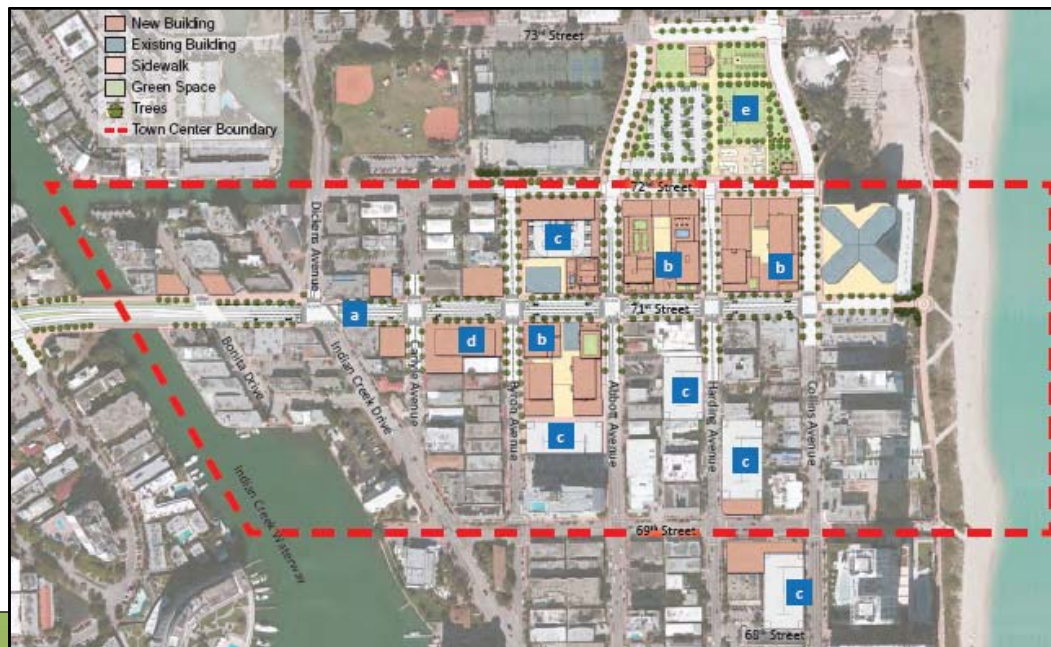 New Building
Existing Building
Sidewalk
Green Space
Trees
Town Center Boundary
73rd Street
e
72nd Street
Dickens Avenue
c
b
b
a
71st Street
d
b
Bonita Drive
Indian Creek Drive
Carlyle Avenue
Byron Avenue
Abbott Avenue
Harding Avenue
Collins Avenue
c
c
c
Indian Creek Waterway
69th Street
c
68th Street